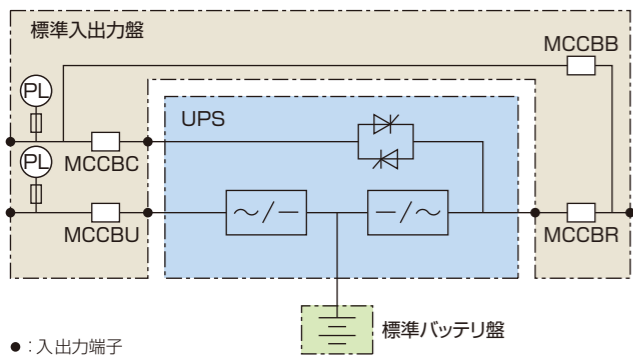 標準入出力盤
MCCBB
PL
UPS
MCCBC
PL
～/－
－/～
MCCBU
MCCBR
標準バッテリ盤
●：入出力端子